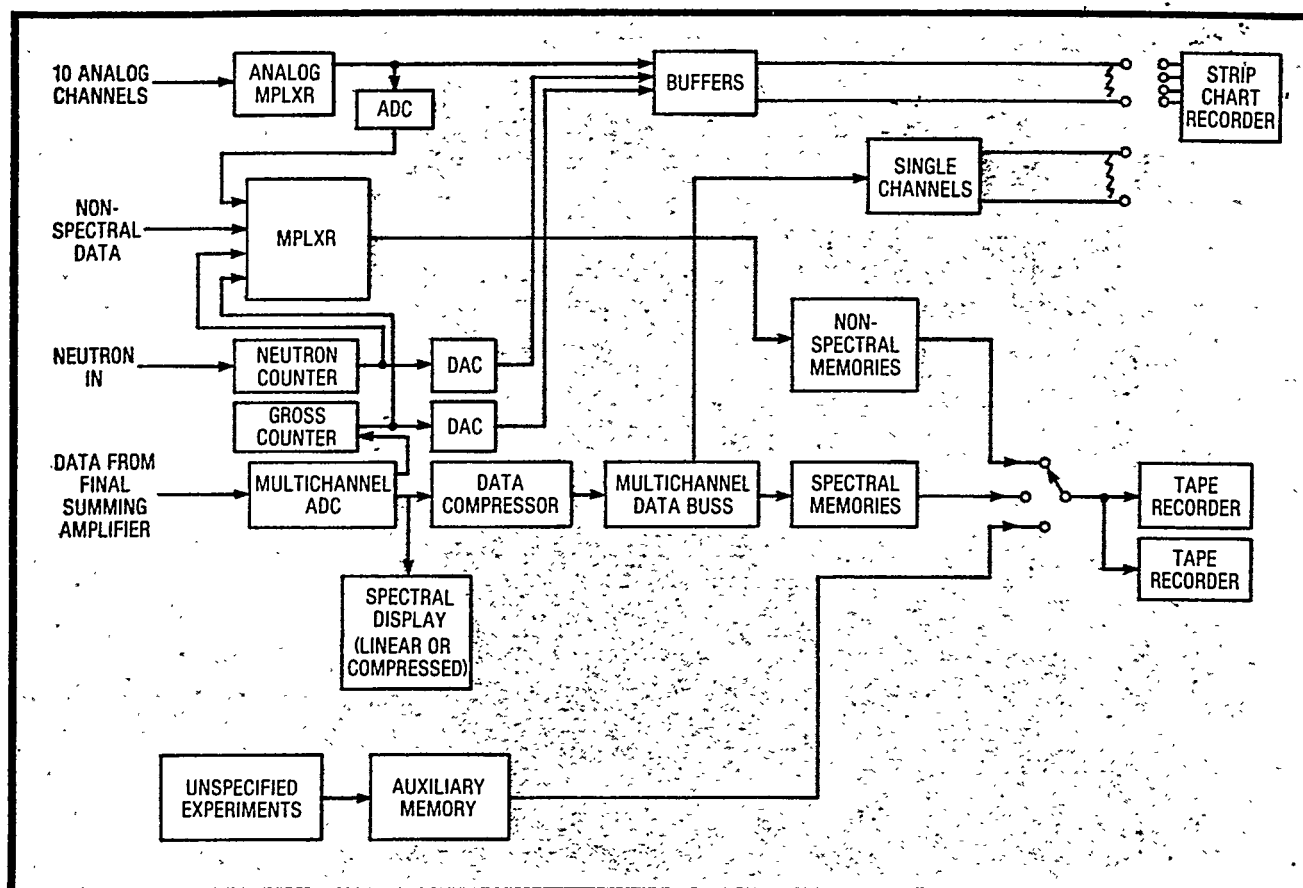 10 ANALOG
CHANNELS
ANALOG
MPLXR
ADC
BUFFERS
STRIP
CHART
RECORDER
SINGLE
CHANNELS
NON-
SPECTRAL
DATA
MPLXR
NON-
SPECTRAL
MEMORIES
NEUTRON
IN
NEUTRON
COUNTER
DAC
GROSS
COUNTER
DAC
DATA FROM
FINAL
SUMMING
AMPLIFIER
MULTICHANNEL
ADC
DATA
COMPRESSOR
MULTICHANNEL
DATA BUSS
SPECTRAL
MEMORIES
TAPE
RECORDER
TAPE
RECORDER
SPECTRAL
DISPLAY
(LINEAR OR
COMPRESSED)
UNSPECIFIED
EXPERIMENTS
AUXILIARY
MEMORY